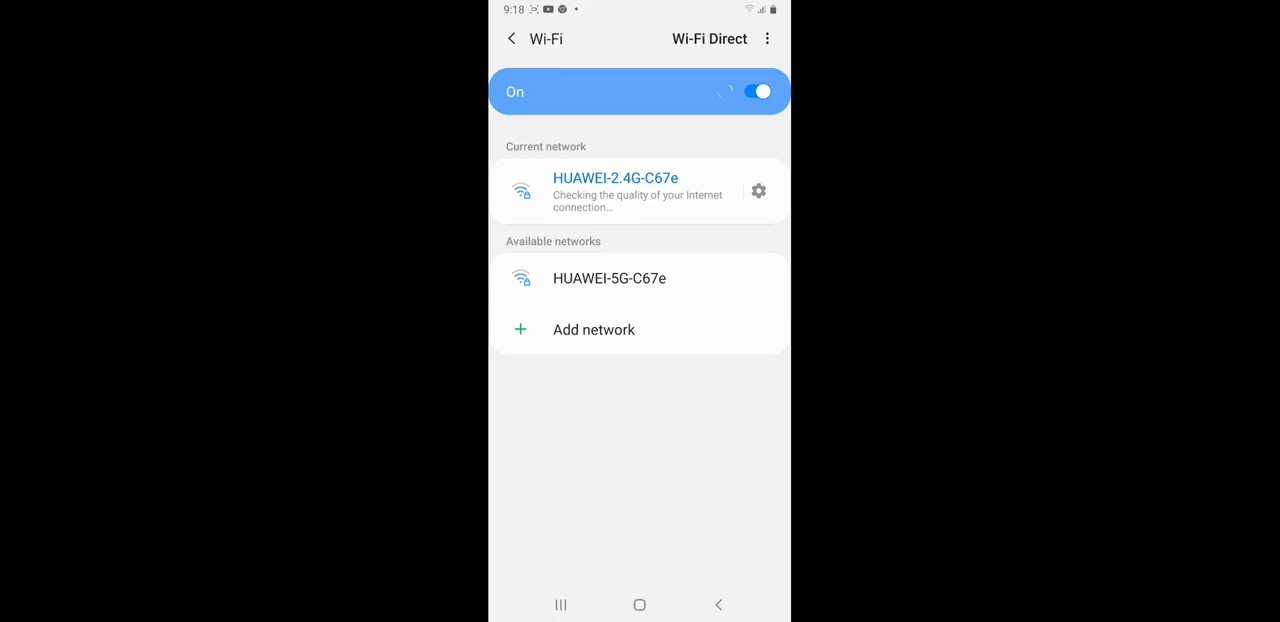 9:18
Wi-Fi
Wi-Fi Direct
On
Current network
HUAWEI-2.4G-C67e
Checking the quality of your Internet
connection...
Available networks
HUAWEI-5G-C67e
Add network